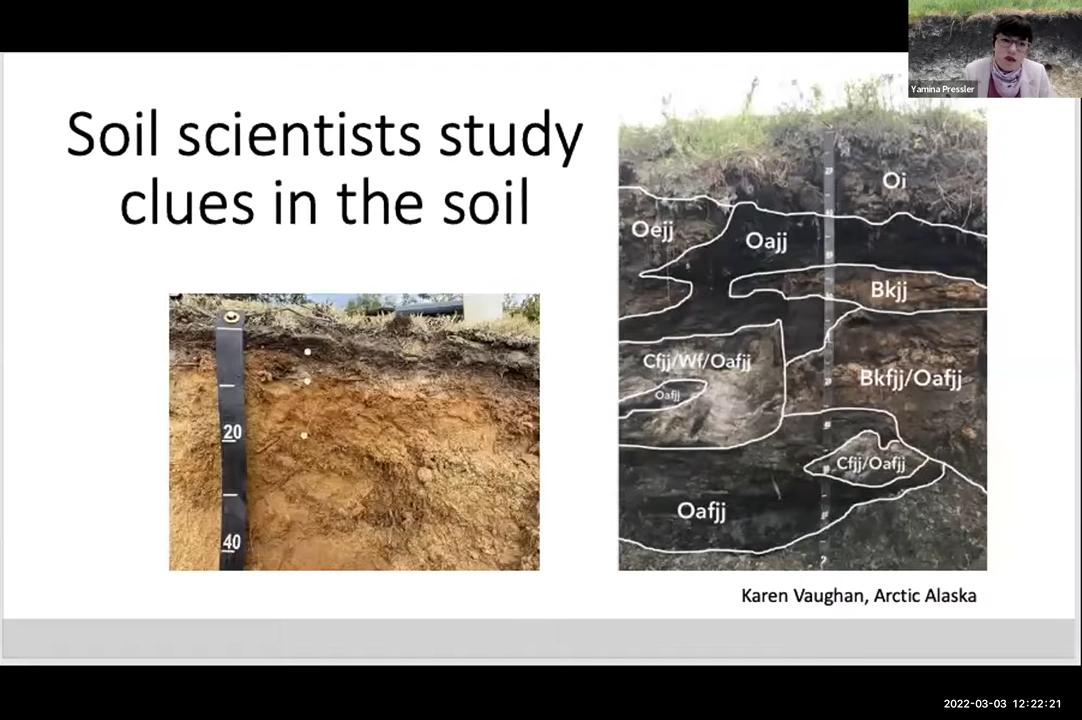 Yamina Pressler
Soil scientists study
clues in the soil
20
40
Oi
Oejj
Oajj
Bkjj
Cfjj/Wf/Oafjj
Oafjj
Bkfjj/Oafjj
Cfjj/Oafjj
Oafjj
Karen Vaughan, Arctic Alaska
2022-03-03 12:22:21